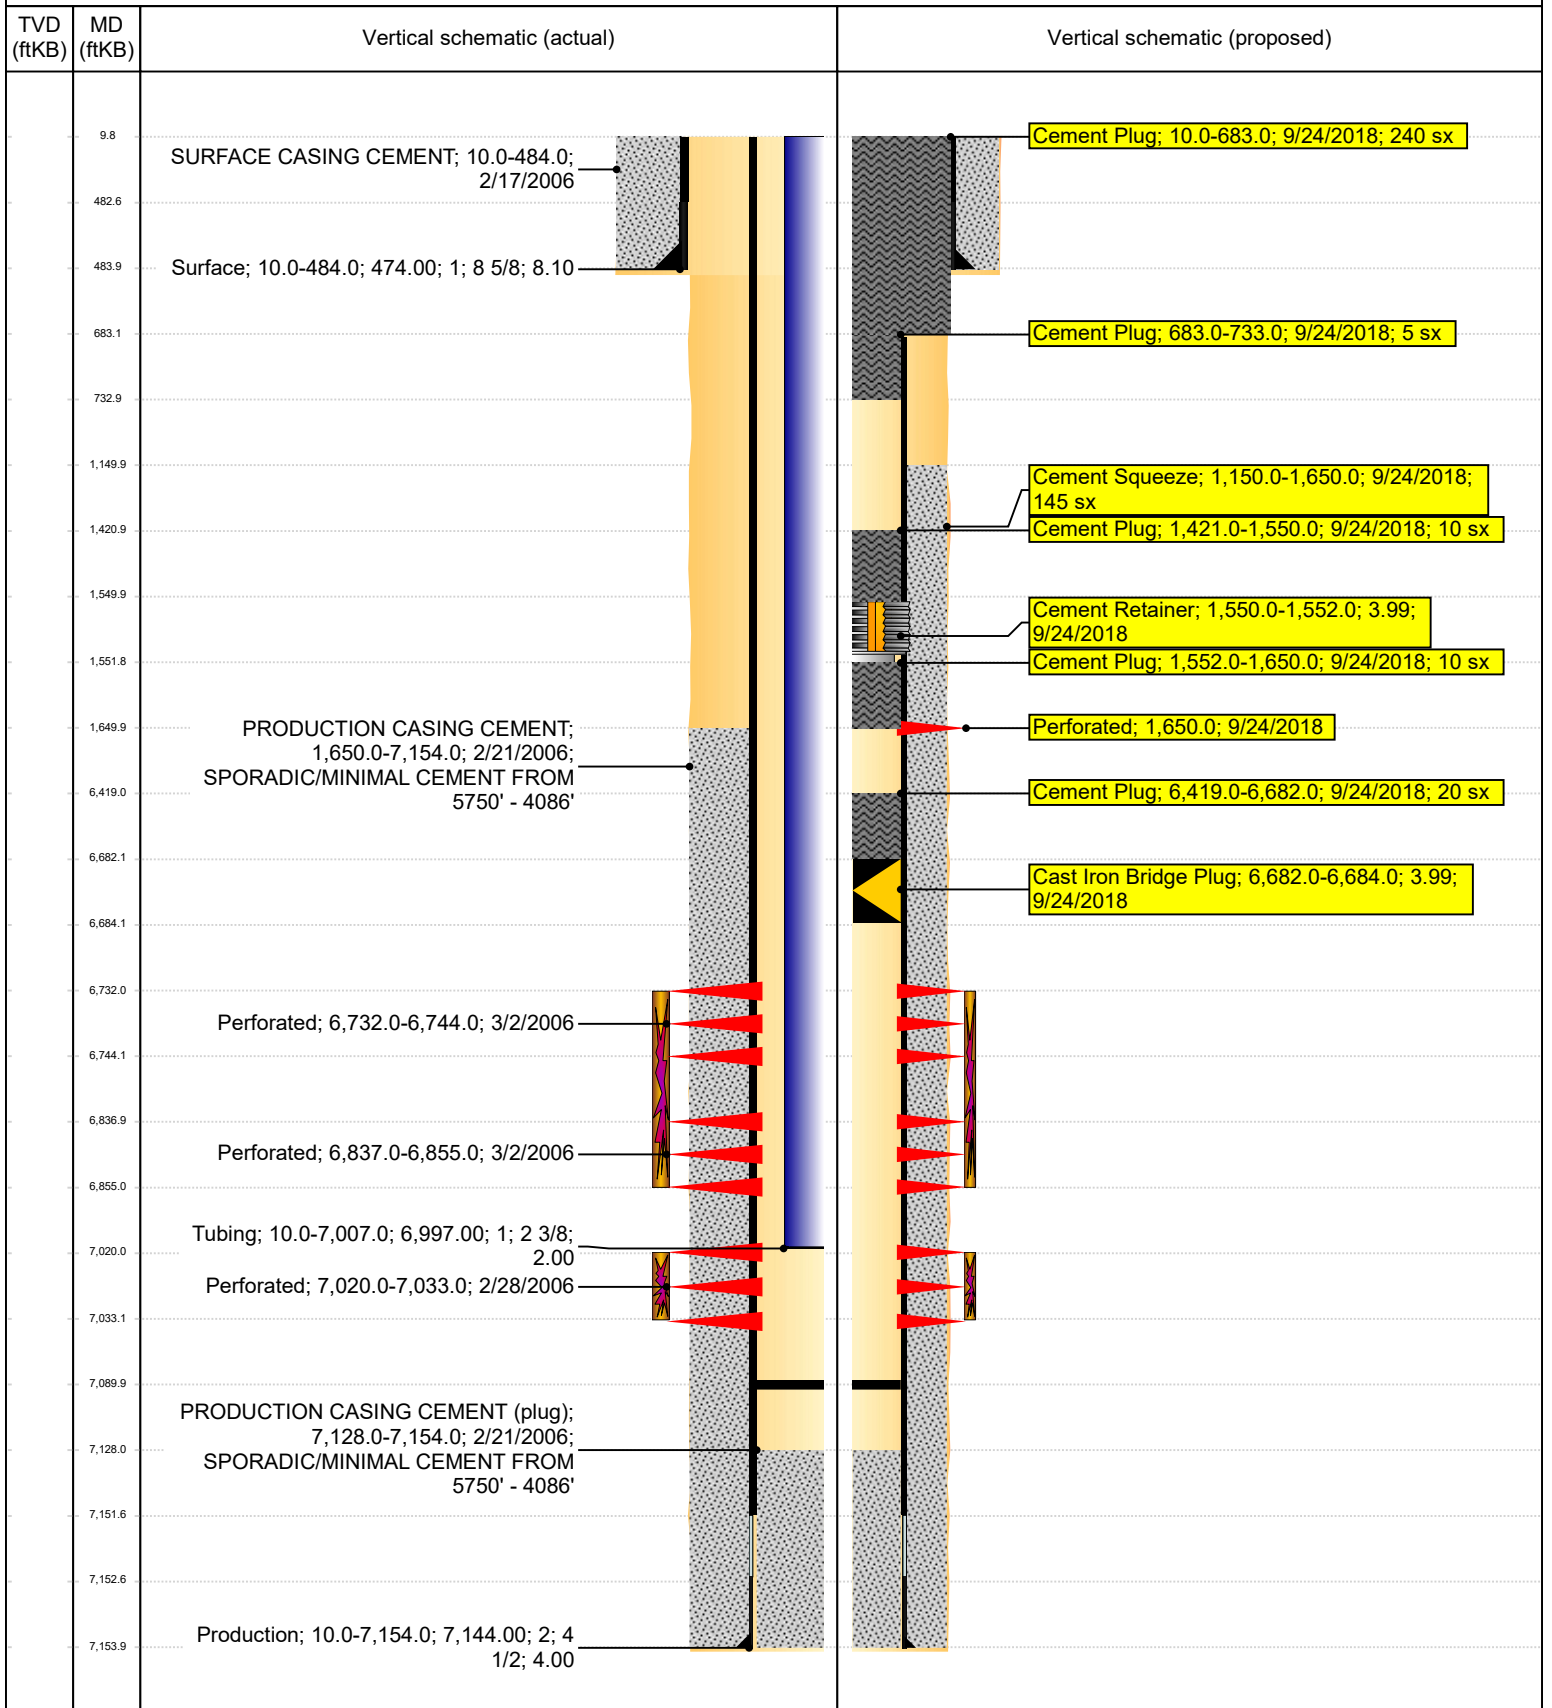 TVD
(ftKB)
MD
(ftKB)
Vertical schematic (actual)
Vertical schematic (proposed)
9.8
482.6
483.9
683.1
732.9
1,149.9
1,420.9
1,549.9
1,551.8
1,649.9
6,419.0
6,682.1
6,684.1
6,732.0
6,744.1
6,836.9
6,855.0
7,020.0
7,033.1
7,089.9
7,128.0
7,151.6
7,152.6
7,153.9
SURFACE CASING CEMENT; 10.0-484.0;
2/17/2006
Surface; 10.0-484.0; 474.00; 1; 8 5/8; 8.10
PRODUCTION CASING CEMENT;
1,650.0-7,154.0; 2/21/2006;
SPORADIC/MINIMAL CEMENT FROM
5750' - 4086'
Perforated; 6,732.0-6,744.0; 3/2/2006
Perforated; 6,837.0-6,855.0; 3/2/2006
Tubing; 10.0-7,007.0; 6,997.00; 1; 2 3/8;
2.00
Perforated; 7,020.0-7,033.0; 2/28/2006
PRODUCTION CASING CEMENT (plug);
7,128.0-7,154.0; 2/21/2006;
SPORADIC/MINIMAL CEMENT FROM
5750' - 4086'
Production; 10.0-7,154.0; 7,144.00; 2; 4
1/2; 4.00
Cement Plug; 10.0-683.0; 9/24/2018; 240 sx
Cement Plug; 683.0-733.0; 9/24/2018; 5 sx
Cement Squeeze; 1,150.0-1,650.0; 9/24/2018;
145 sx
Cement Plug; 1,421.0-1,550.0; 9/24/2018; 10 sx
Cement Retainer; 1,550.0-1,552.0; 3.99;
9/24/2018
Cement Plug; 1,552.0-1,650.0; 9/24/2018; 10 sx
Perforated; 1,650.0; 9/24/2018
Cement Plug; 6,419.0-6,682.0; 9/24/2018; 20 sx
Cast Iron Bridge Plug; 6,682.0-6,684.0; 3.99;
9/24/2018